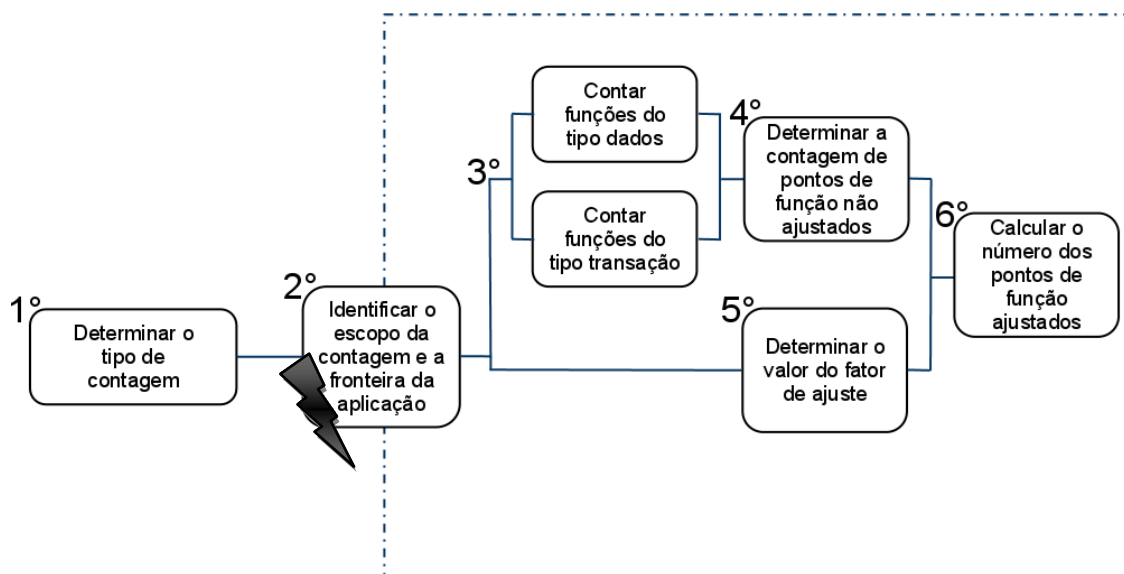 1°
Determinar o
tipo de
contagem
2°
Identificar o
escopo da
contagem e a
fronteira da
aplicação
3°
Contar
funções do
tipo dados
Contar
funções do
tipo transação
4°
Determinar a
contagem de
pontos de
função não
ajustados
5°
Determinar o
valor do fator
de ajuste
6°
Calcular o
número dos
pontos de
função
ajustados